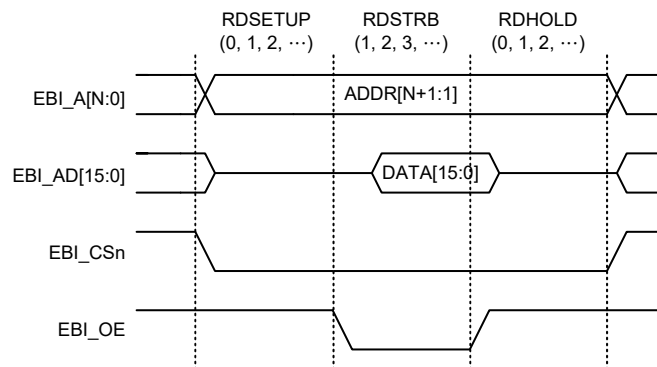 RDSETUP RDSTRB RDHOLD
(0, 1, 2, ⋯) (1, 2, 3, ⋯) (0, 1, 2, ⋯)
EBI_A[N:0] ADDR[N+1:1]
EBI_AD[15:0] DATA[15:0]
EBI_CSn
EBI_OE